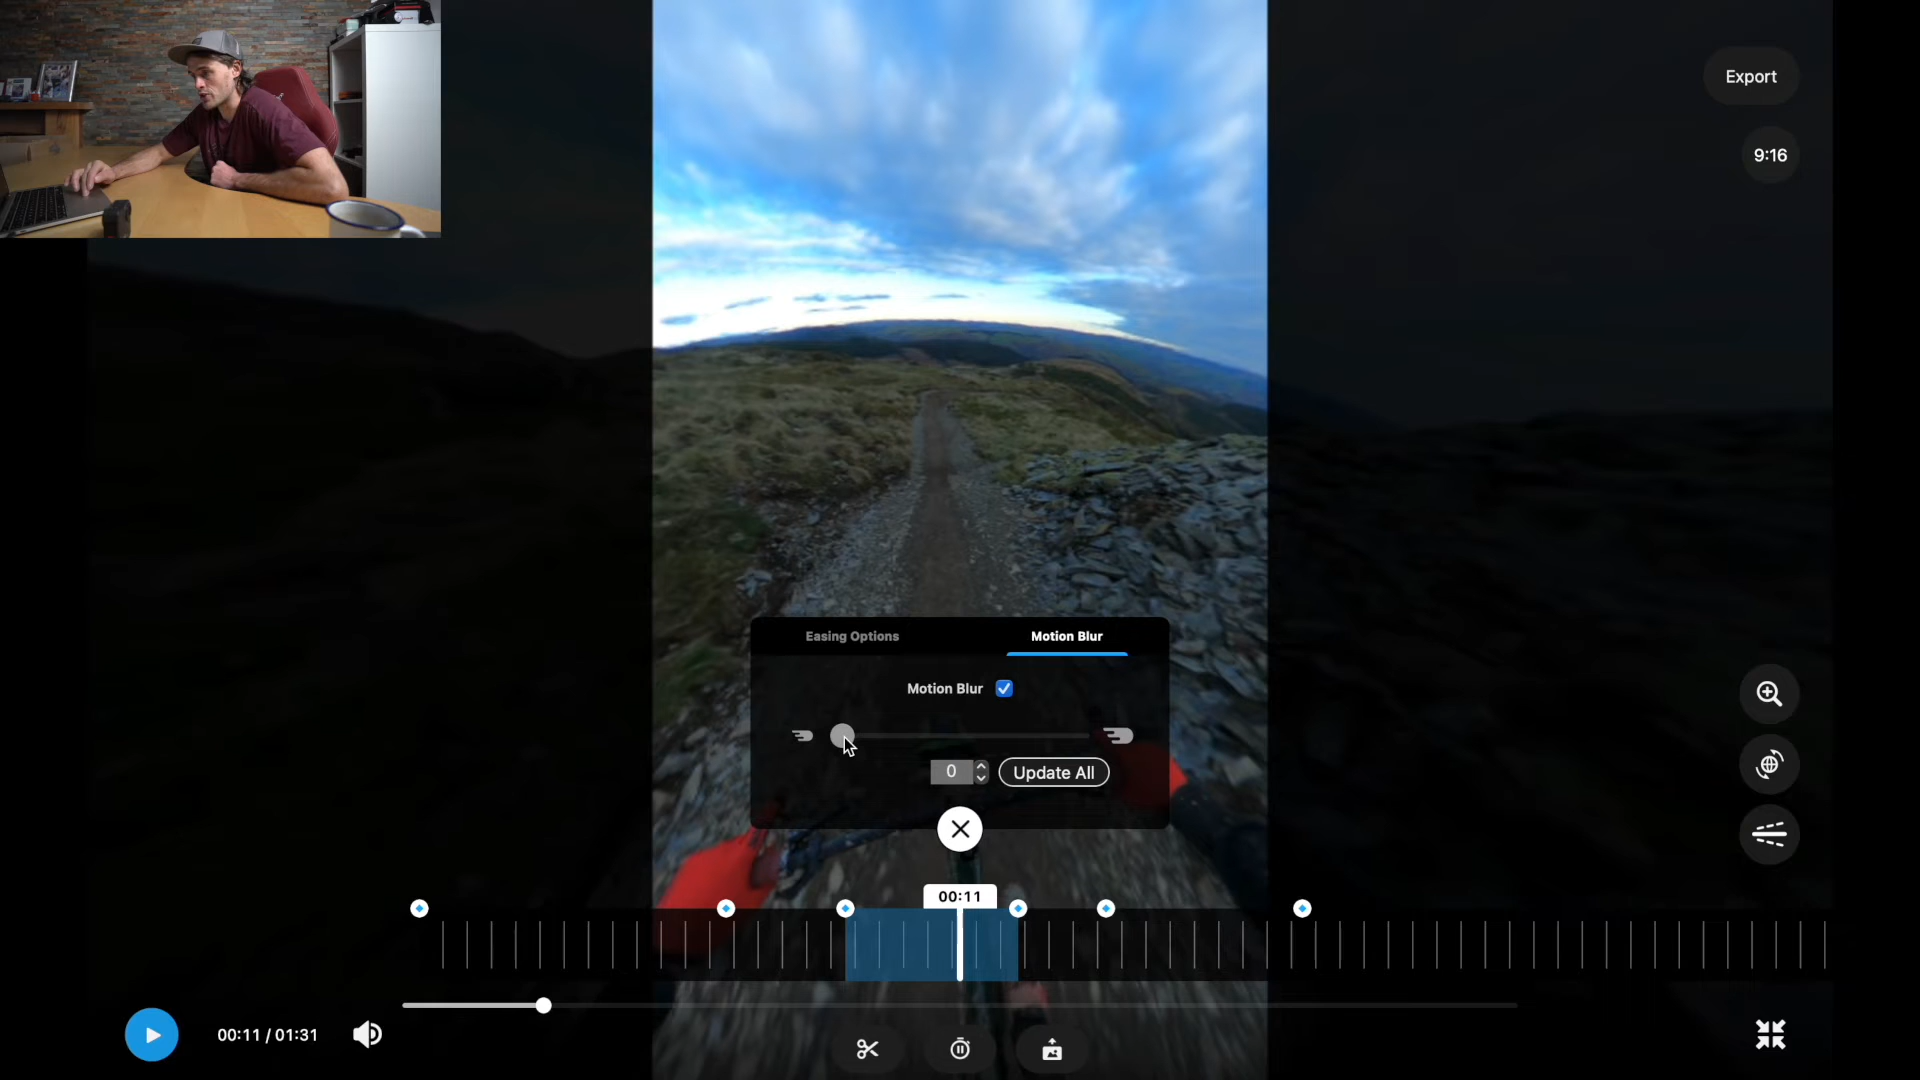 Export
9:16
Easing Options
Motion Blur
Motion Blur
0
Update All
00:11
00:11 / 01:31